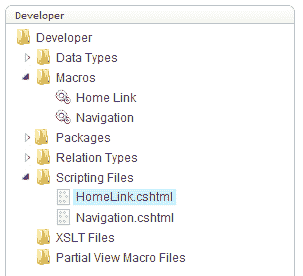 Developer
Developer
Data Types
Macros
Home Link
Navigation
Packages
Relation Types
Scripting Files
HomeLink.cshtml
Navigation.cshtml
XSLT Files
Partial View Macro Files